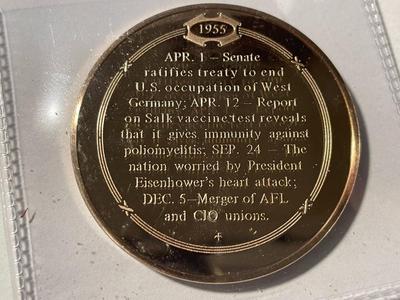 1955
APR. 1 — Senate
ratifies treaty to end
U.S. occupation of West
Germany; APR. 12 — Report
on Salk vaccine test reveals
that it gives immunity against
poliomyelitis; SEP. 24 — The
nation worried by President
Eisenhower's heart attack;
DEC. 5—Merger of AFL
and CIO unions.